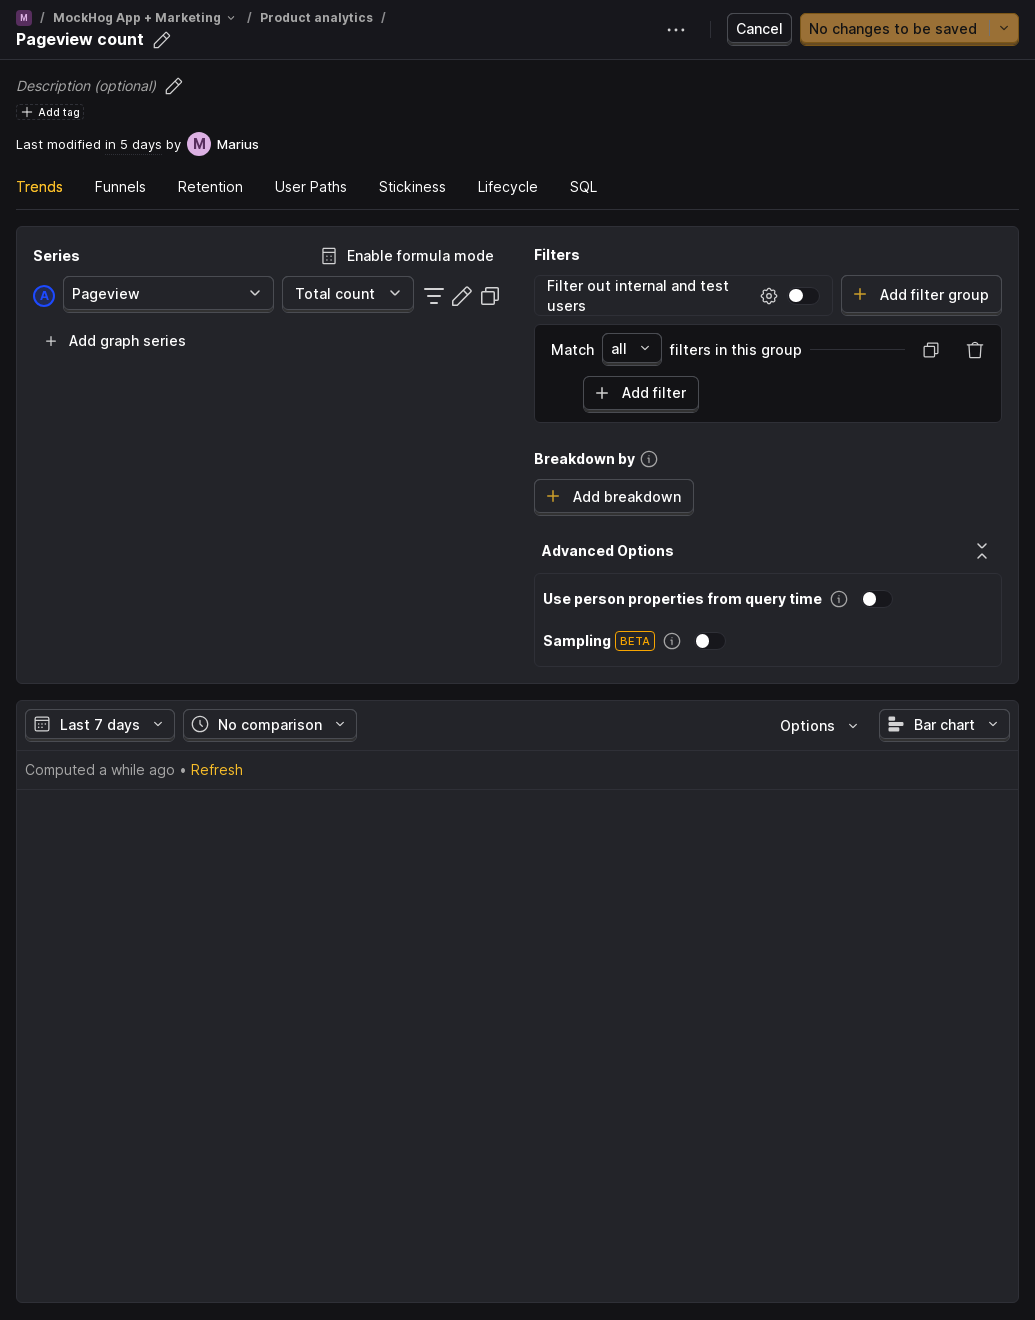 M / MockHog App + Marketing / Product analytics /
Pageview count
Cancel
No changes to be saved
Description (optional)
Add tag
Last modified in 5 days by M Marius
Trends Funnels Retention User Paths Stickiness Lifecycle SQL
Series
Enable formula mode
A Pageview Total count
Add graph series
Filters
Filter out internal and test
users
Add filter group
Match all filters in this group
Add filter
Breakdown by
Add breakdown
Advanced Options
Use person properties from query time
Sampling BETA
Last 7 days No comparison Options Bar chart
Computed a while ago • Refresh